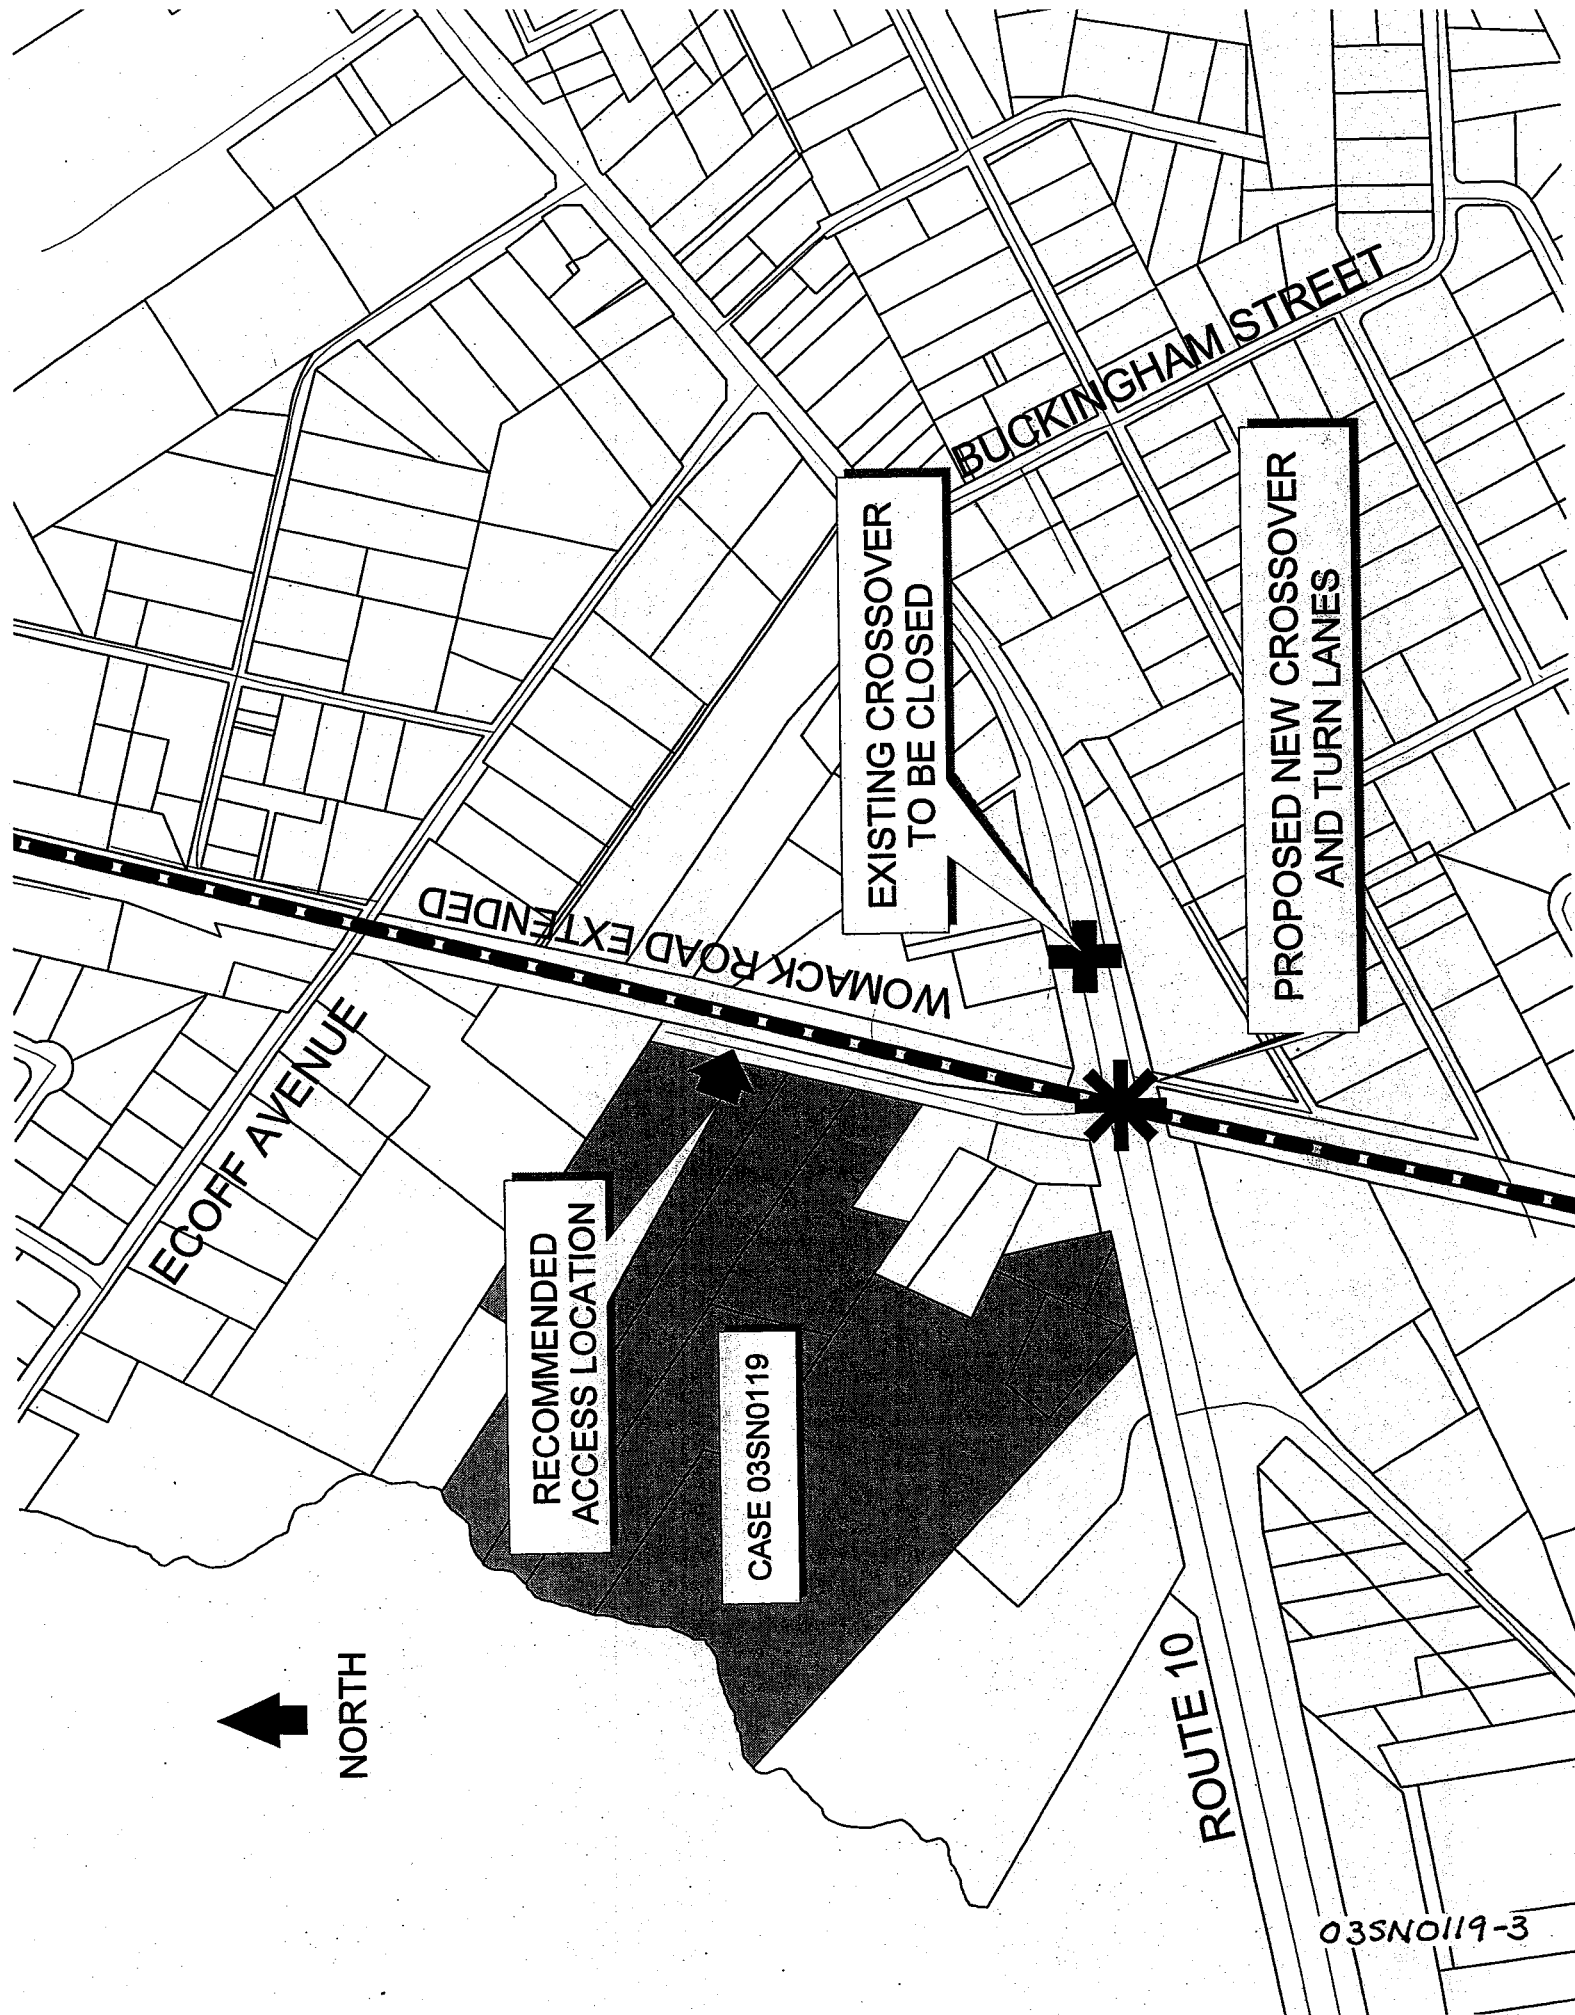 NORTH
ECOFF AVENUE
WOMACK ROAD EXTENDED
RECOMMENDED
ACCESS LOCATION
CASE 03SN0119
EXISTING CROSSOVER
TO BE CLOSED
BUCKINGHAM STREET
PROPOSED NEW CROSSOVER
AND TURN LANES
ROUTE 10
03SN0119-3